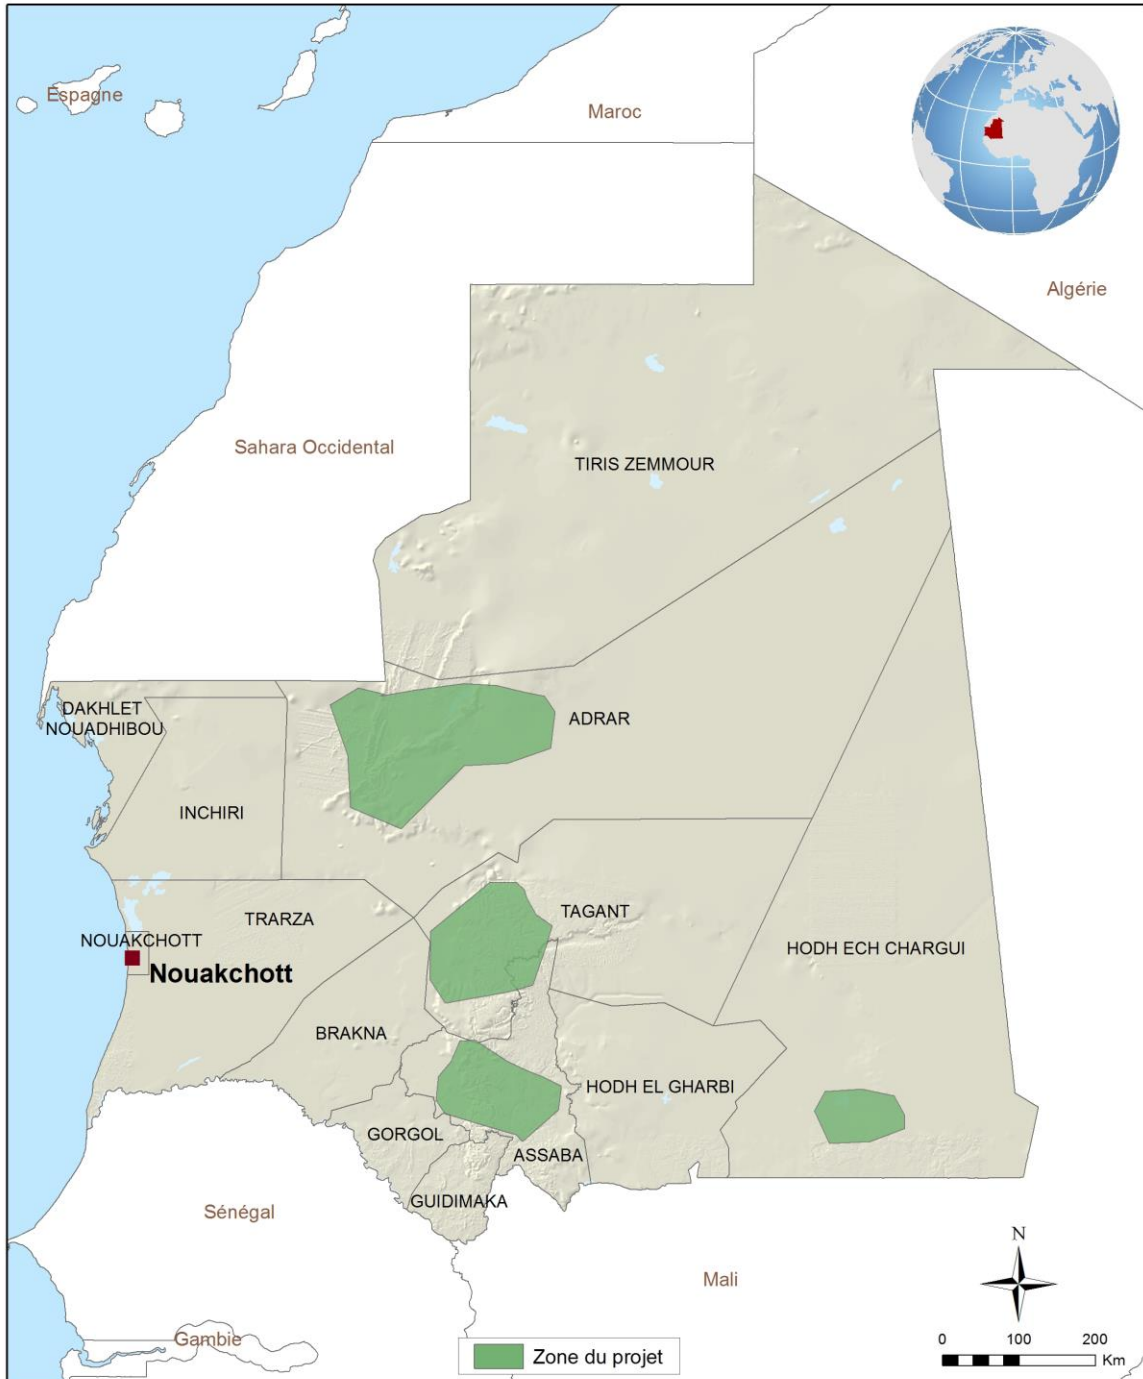 Espagne
Maroc
Algérie
Sahara Occidental
TIRIS ZEMMOUR
DAKHLET
NOUADHIBOU
ADRAR
INCHIRI
TRARZA
TAGANT
NOUAKCHOTT
Nouakchott
HODH ECH CHARGUI
BRAKNA
HODH EL GHARBI
GORGOL
ASSABA
GUIDIMAKA
Sénégal
N
Mali
Gambie
Zone du projet
0 100 200
Km